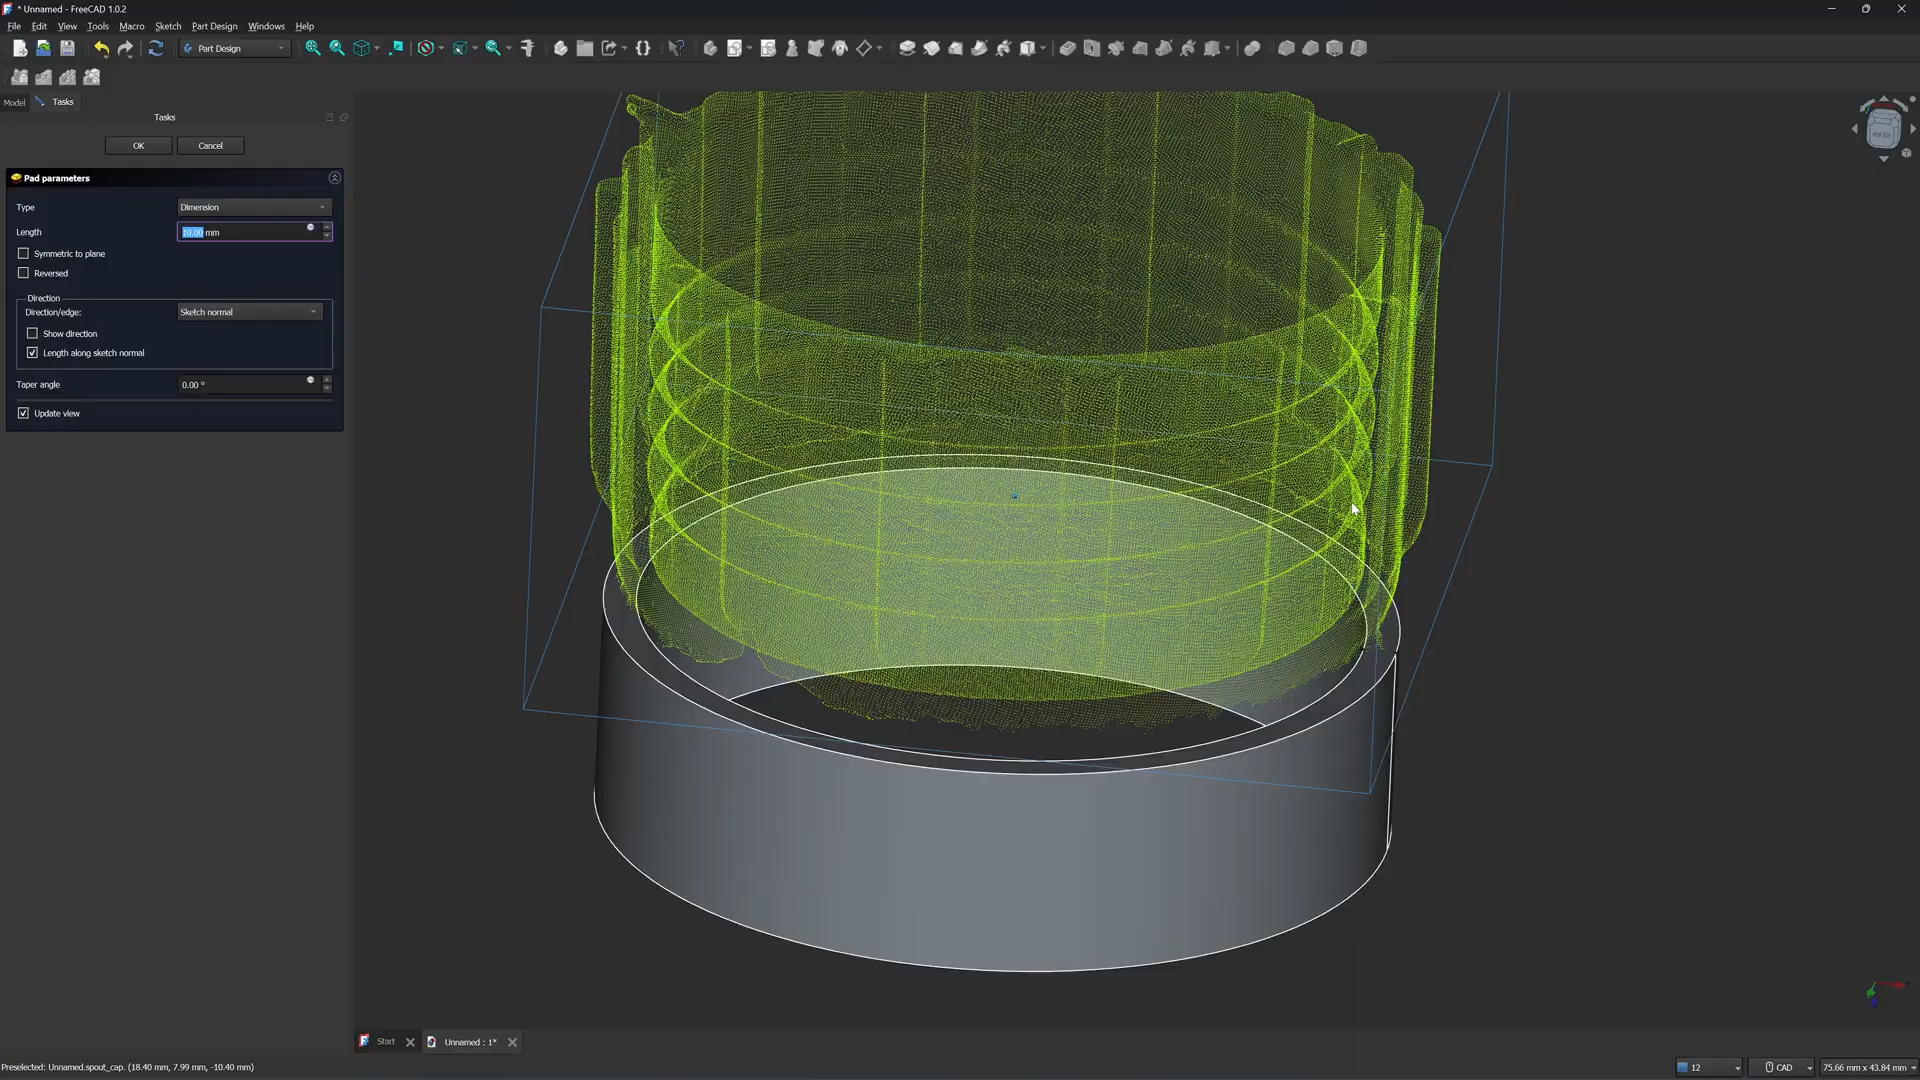 * Unnamed - FreeCAD 1.0.2
File Edit View Tools Macro Sketch Part Design Windows Help
Part Design
Model Tasks
Tasks
OK Cancel
Pad parameters
Type Dimension
Length 10.00 mm
Symmetric to plane
Reversed
Direction
Direction/edge: Sketch normal
Show direction
Length along sketch normal
Taper angle 0.00 °
Update view
REAR
Start Unnamed : 1*
Preselected: Unnamed.spout_cap. (18.40 mm, 7.99 mm, -10.40 mm)
12 CAD 75.66 mm x 43.84 mm